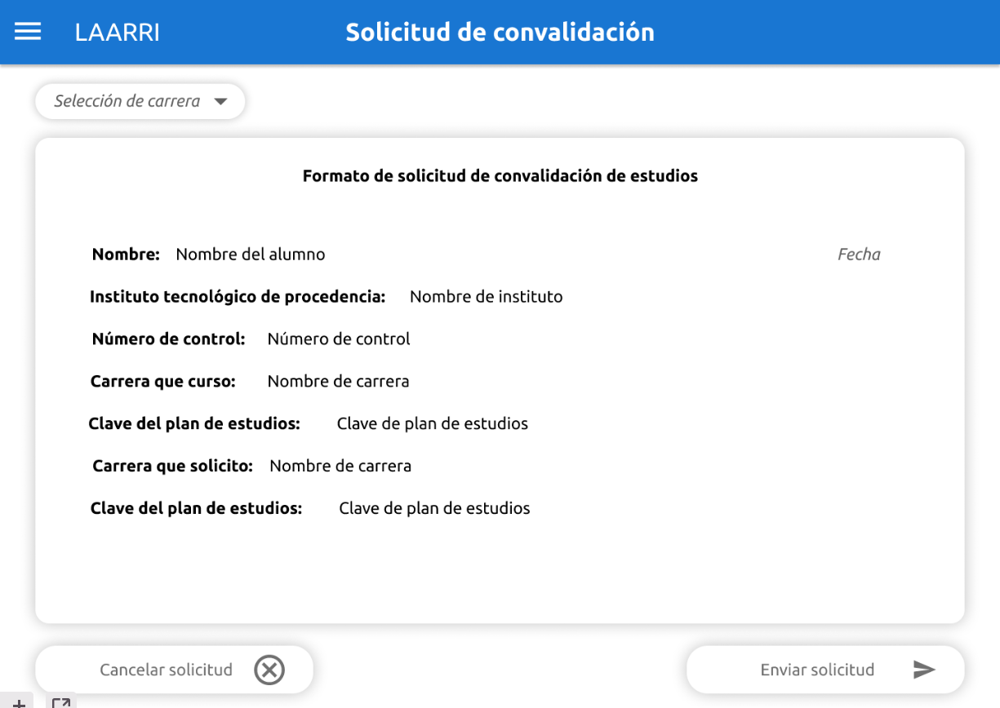 LAARRI
Solicitud de convalidación
Selección de carrera
Formato de solicitud de convalidación de estudios
Nombre: Nombre del alumno Fecha
Instituto tecnológico de procedencia: Nombre de instituto
Número de control: Número de control
Carrera que curso: Nombre de carrera
Clave del plan de estudios: Clave de plan de estudios
Carrera que solicito: Nombre de carrera
Clave del plan de estudios: Clave de plan de estudios
Cancelar solicitud
Enviar solicitud